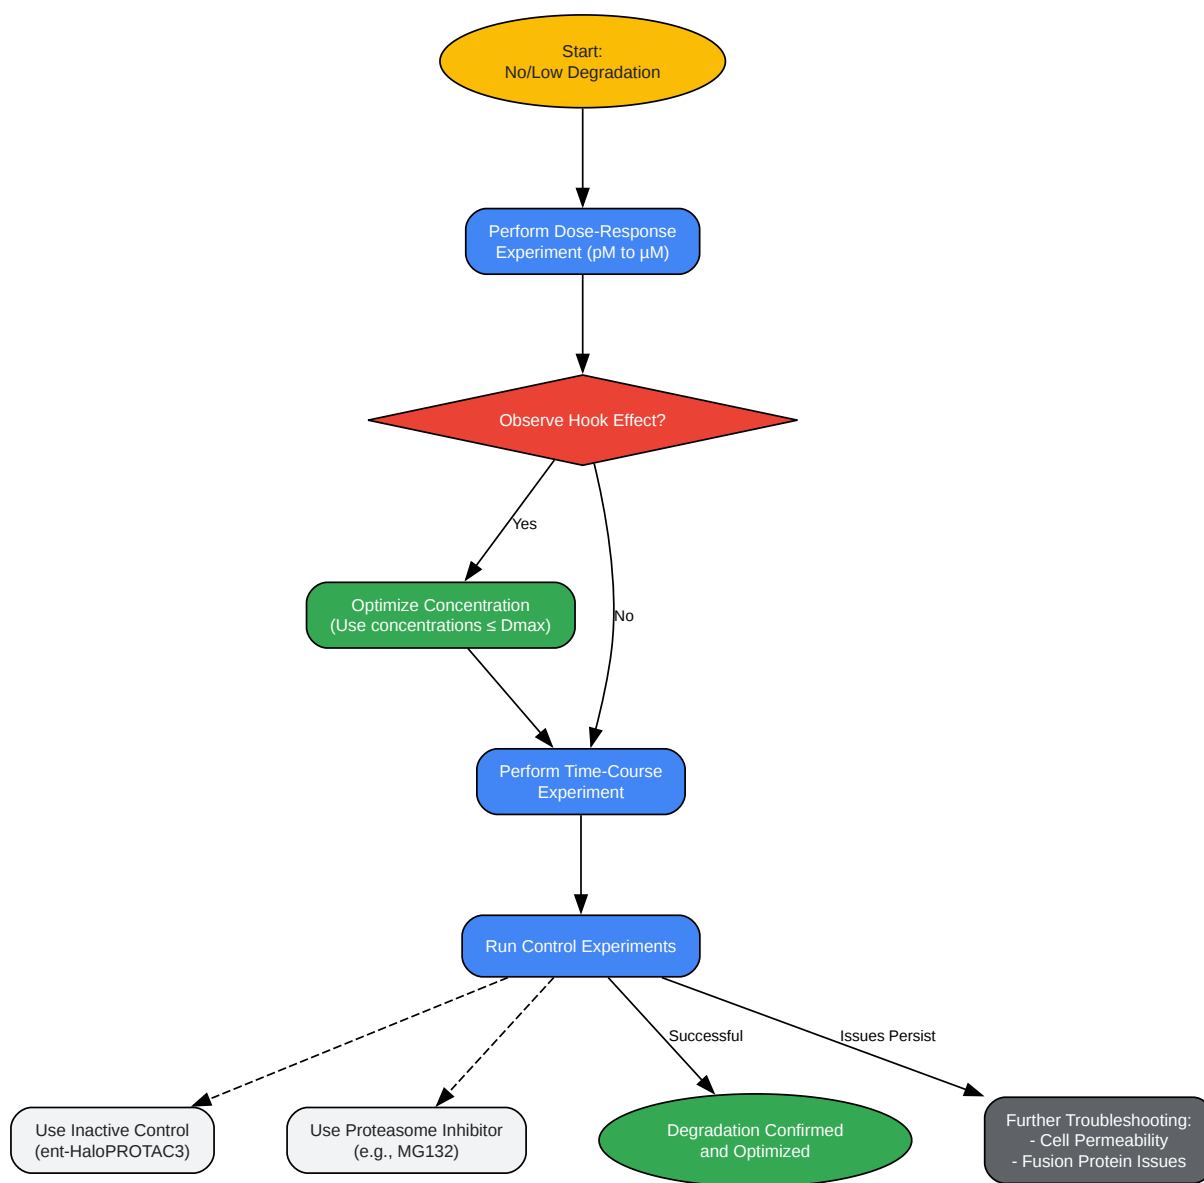 Start:
No/Low Degradation
Perform Dose-Response
Experiment (pM to µM)
Observe Hook Effect?
Yes
No
Optimize Concentration
(Use concentrations ≤ Dmax)
Perform Time-Course
Experiment
Run Control Experiments
Successful
Issues Persist
Use Inactive Control
(ent-HaloPROTAC3)
Use Proteasome Inhibitor
(e.g., MG132)
Degradation Confirmed
and Optimized
Further Troubleshooting:
- Cell Permeability
- Fusion Protein Issues